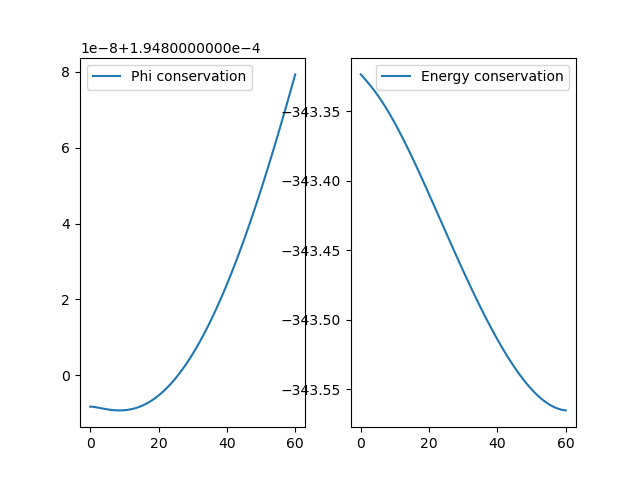 1e-8+1.9480000000e-4
Phi conservation
8
6
4
2
0
0 20 40 60
Energy conservation
−343.35
−343.40
−343.45
−343.50
−343.55
0 20 40 60